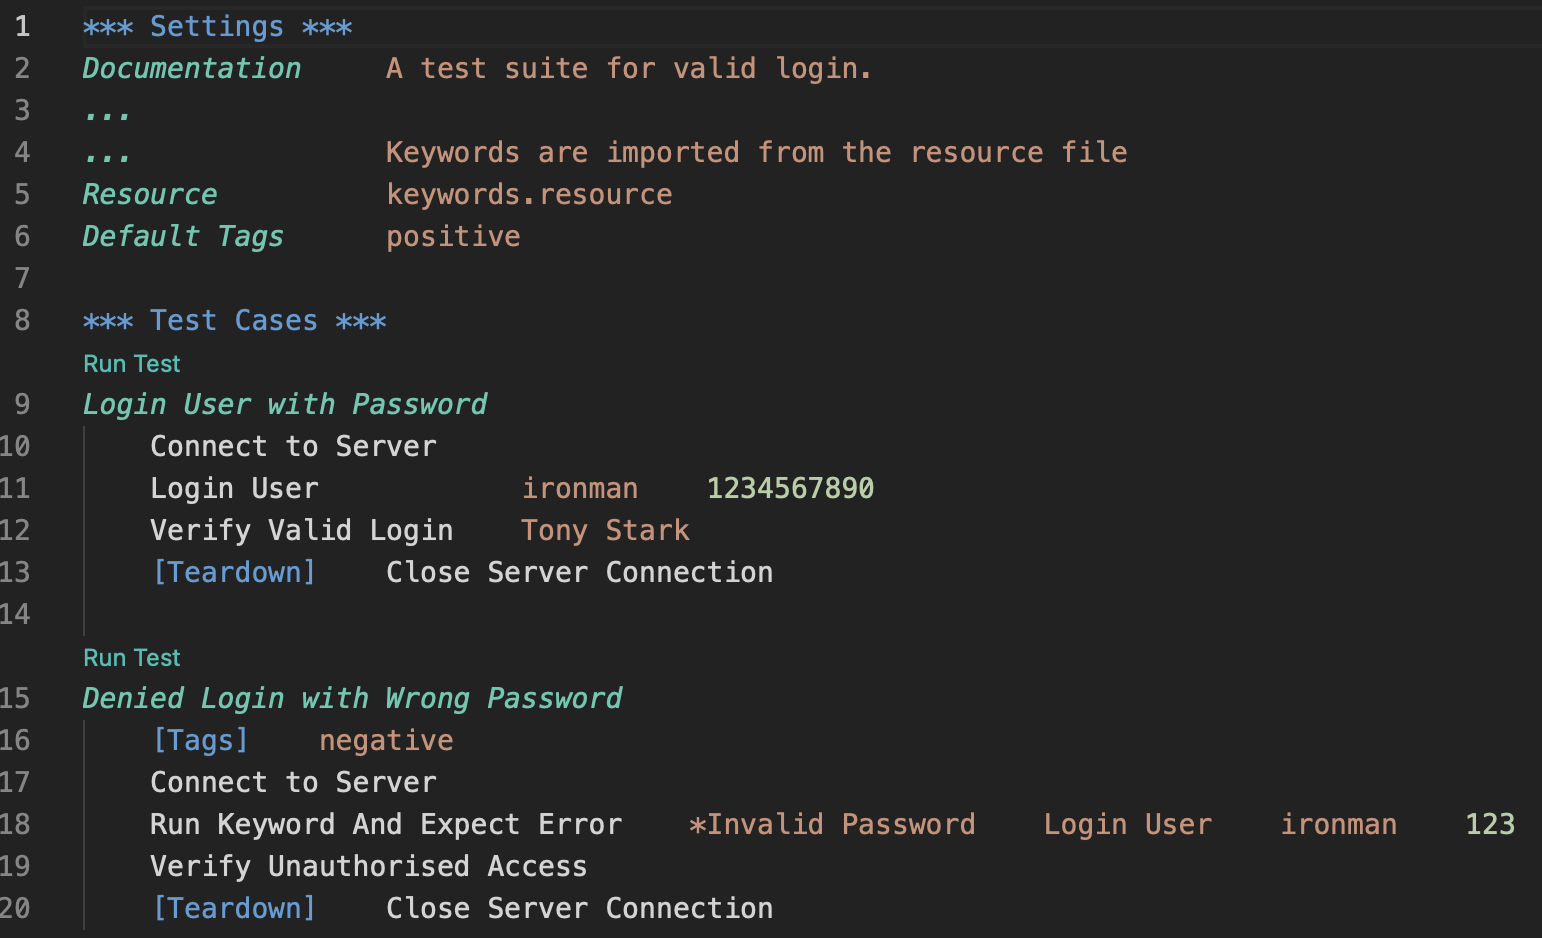 1 *** Settings ***
2 Documentation     A test suite for valid login.
3 ...
4 ...               Keywords are imported from the resource file
5 Resource          keywords.resource
6 Default Tags      positive
7
8 *** Test Cases ***
Run Test
9 Login User with Password
10     Connect to Server
11     Login User            ironman    1234567890
12     Verify Valid Login    Tony Stark
13     [Teardown]    Close Server Connection
14
Run Test
15 Denied Login with Wrong Password
16     [Tags]    negative
17     Connect to Server
18     Run Keyword And Expect Error    *Invalid Password    Login User    ironman    123
19     Verify Unauthorised Access
20     [Teardown]    Close Server Connection